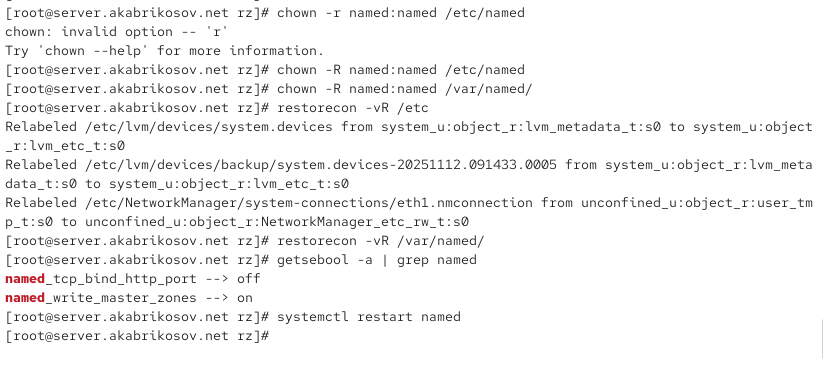 [root@server.akabrikosov.net rz]# chown -r named:named /etc/named
chown: invalid option -- 'r'
Try 'chown --help' for more information.
[root@server.akabrikosov.net rz]# chown -R named:named /etc/named
[root@server.akabrikosov.net rz]# chown -R named:named /var/named/
[root@server.akabrikosov.net rz]# restorecon -vR /etc
Relabeled /etc/lvm/devices/system.devices from system_u:object_r:lvm_metadata_t:s0 to system_u:object
_r:lvm_etc_t:s0
Relabeled /etc/lvm/devices/backup/system.devices-20251112.091433.0005 from system_u:object_r:lvm_meta
data_t:s0 to system_u:object_r:lvm_etc_t:s0
Relabeled /etc/NetworkManager/system-connections/eth1.nmconnection from unconfined_u:object_r:user_tm
p_t:s0 to unconfined_u:object_r:NetworkManager_etc_rw_t:s0
[root@server.akabrikosov.net rz]# restorecon -vR /var/named/
[root@server.akabrikosov.net rz]# getsebool -a | grep named
named_tcp_bind_http_port --> off
named_write_master_zones --> on
[root@server.akabrikosov.net rz]# systemctl restart named
[root@server.akabrikosov.net rz]#